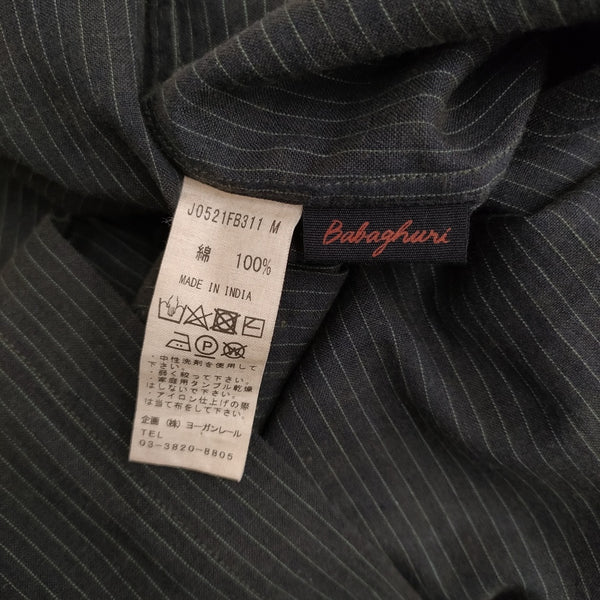 J0521FB311 M
綿 100%
MADE IN INDIA
P
W
・中性洗剤を使用して
下さい。
・弱く絞って下さい。
・家庭用タンブル乾燥
はしないで下さい。
・アイロン仕上げの際
は当て布をして下さい。
企画 (株) ヨーガンレール
TEL
03-3820-8805
Babaghuri